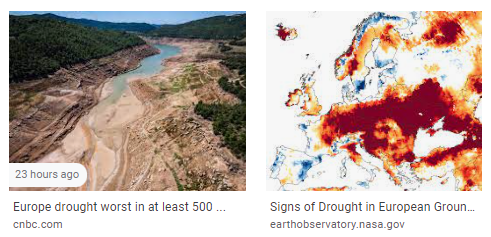 23 hours ago
Europe drought worst in at least 500 ...
Signs of Drought in European Groun...
cnbc.com
earthobservatory.nasa.gov